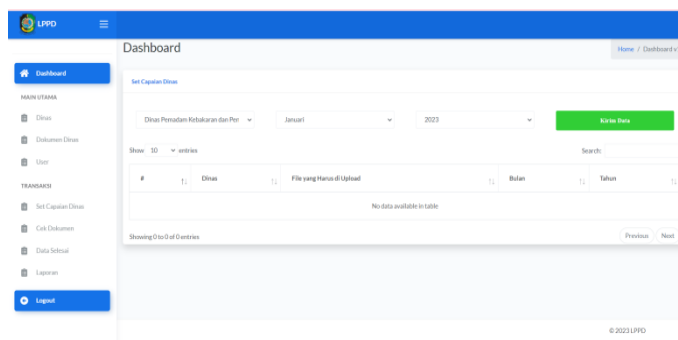 LPPD
Dashboard
Home / Dashboard v
Dashboard
MAIN UTAMA
Dinas
Dokumen Dinas
User
TRANSAKSI
Set Capaian Dinas
Cek Dokumen
Data Selesai
Laporan
Logout
Set Capaian Dinas
Dinas Pemadam Kebakaran dan Per
Januari
2023
Kirim Data
Show 10 entries
Search:
# Dinas File yang Harus di Upload Bulan Tahun
No data available in table
Showing 0 to 0 of 0 entries
Previous Next
© 2023 LPPD